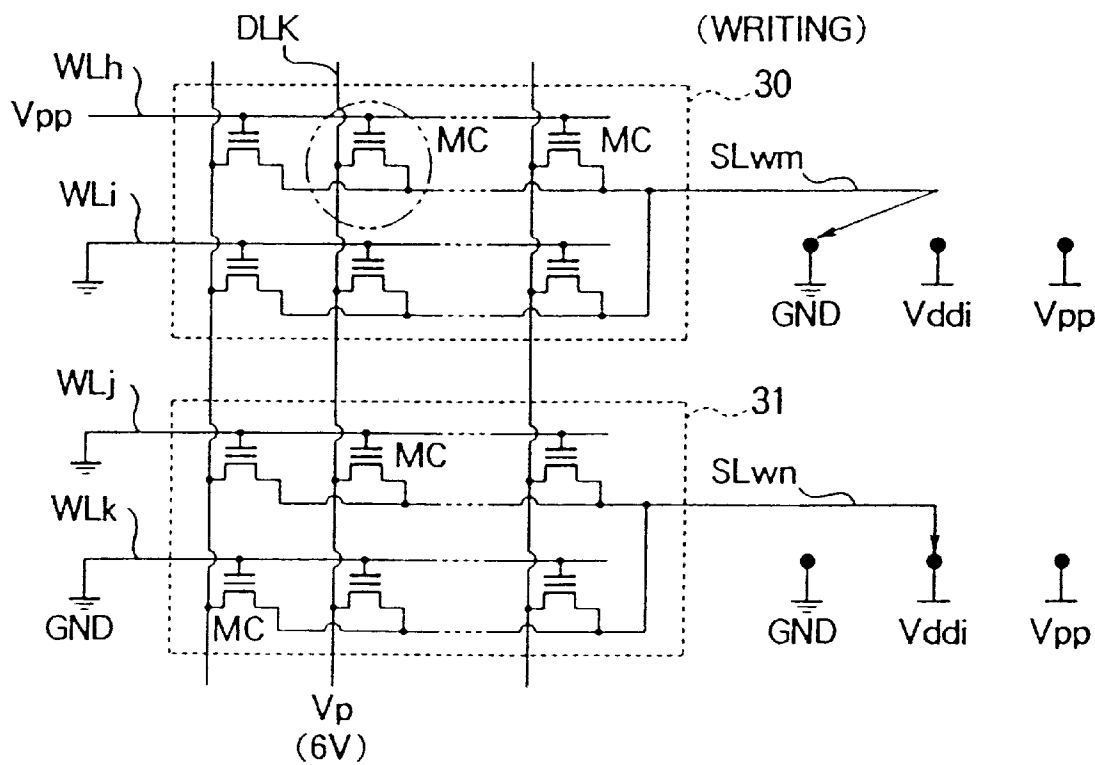 DLK (WRITING)
WLh
30
Vpp
MC MC
SLwm
WLi
GND Vddi Vpp
WLj
31
MC
SLwn
WLk
GND
MC
GND Vddi Vpp
Vp
(6V)